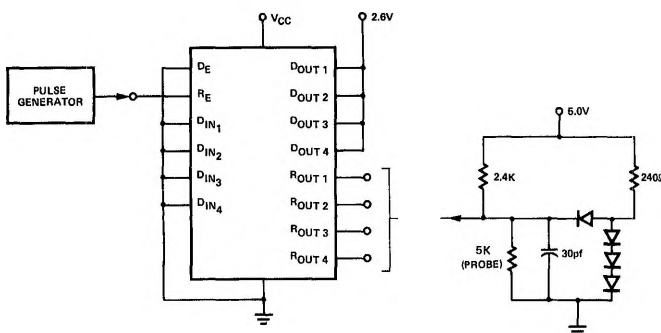 VCC
2.6V
PULSE
GENERATOR
DE
RE
DIN1
DIN2
DIN3
DIN4
DOUT 1
DOUT 2
DOUT 3
DOUT 4
ROUT 1
ROUT 2
ROUT 3
ROUT 4
5.0V
2.4K
240Ω
5K
(PROBE)
30pf